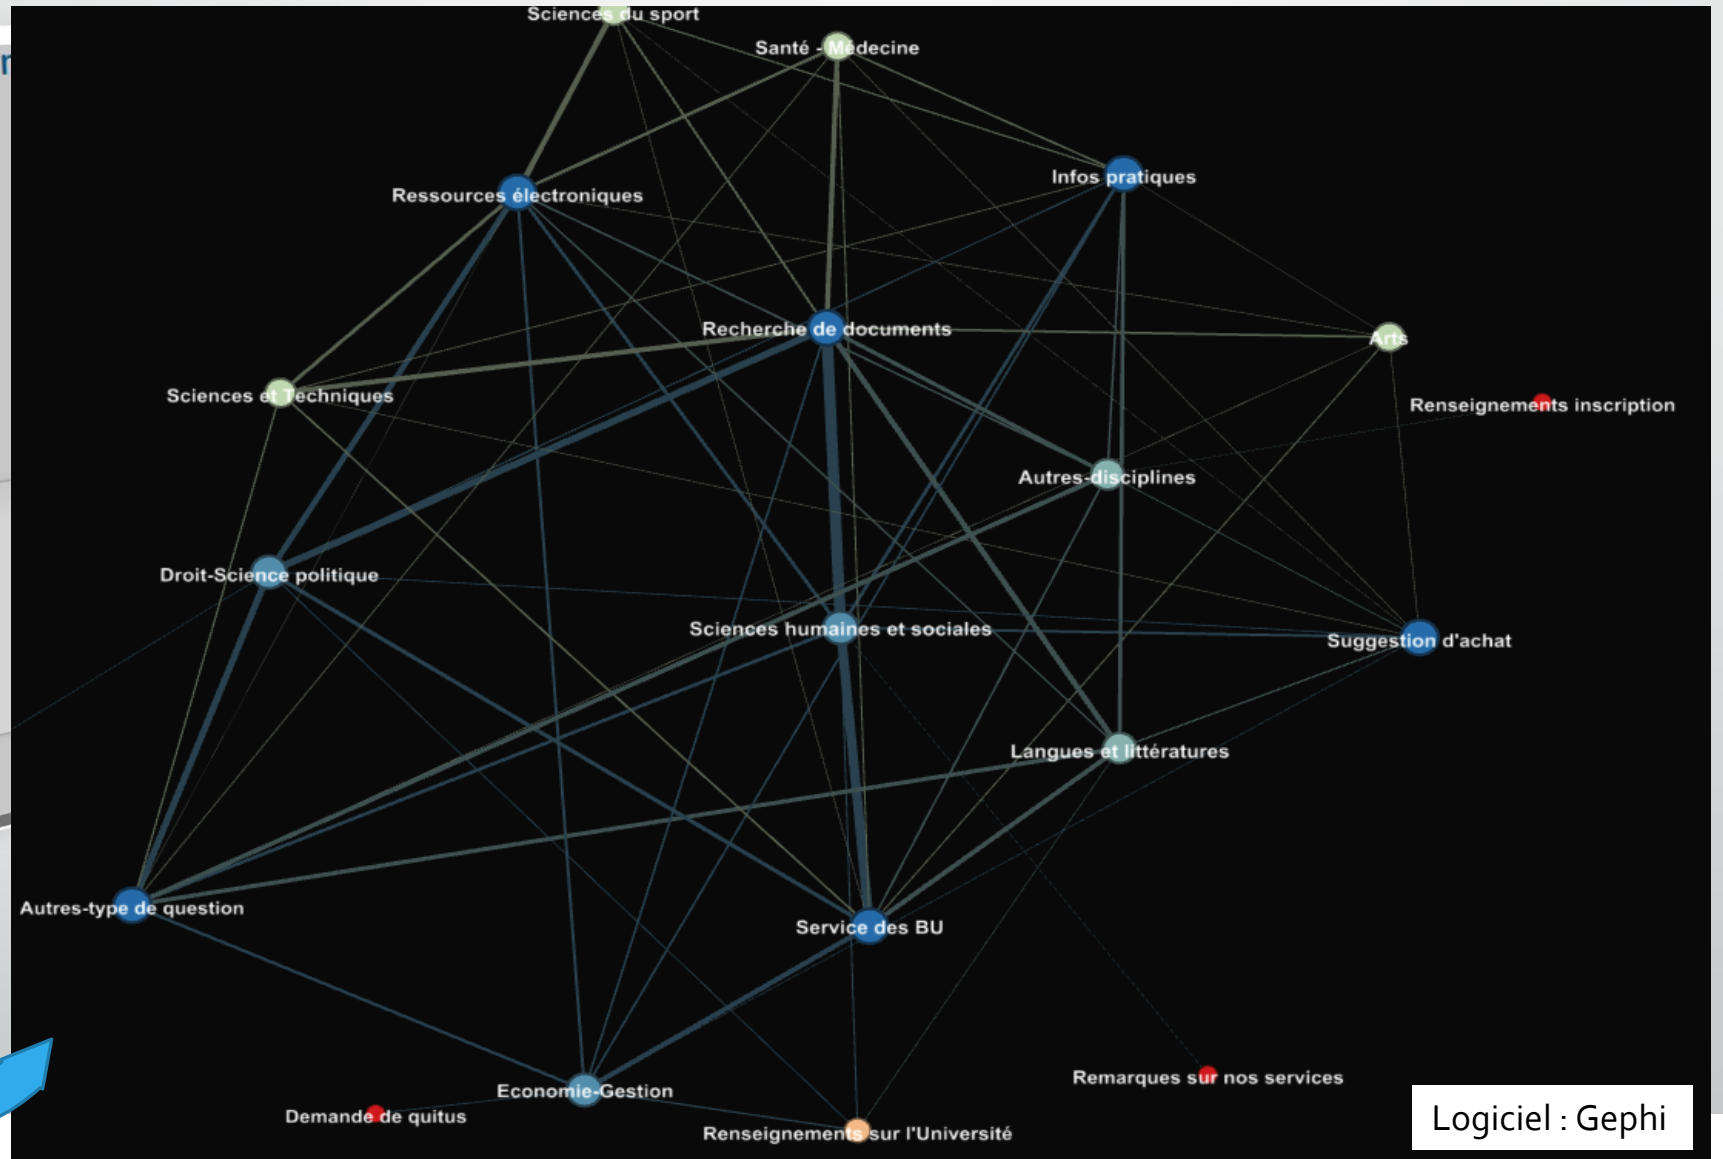 Sciences du sport
Santé - Médecine
Infos pratiques
Ressources électroniques
Recherche de documents
Arts
Sciences et Techniques
Renseignements inscription
Autres-disciplines
Droit-Science politique
Sciences humaines et sociales
Suggestion d'achat
Langues et littératures
Autres-type de question
Service des BU
Remarques sur nos services
Economie-Gestion
Demande de quitus
Renseignements sur l'Université
Logiciel : Gephi